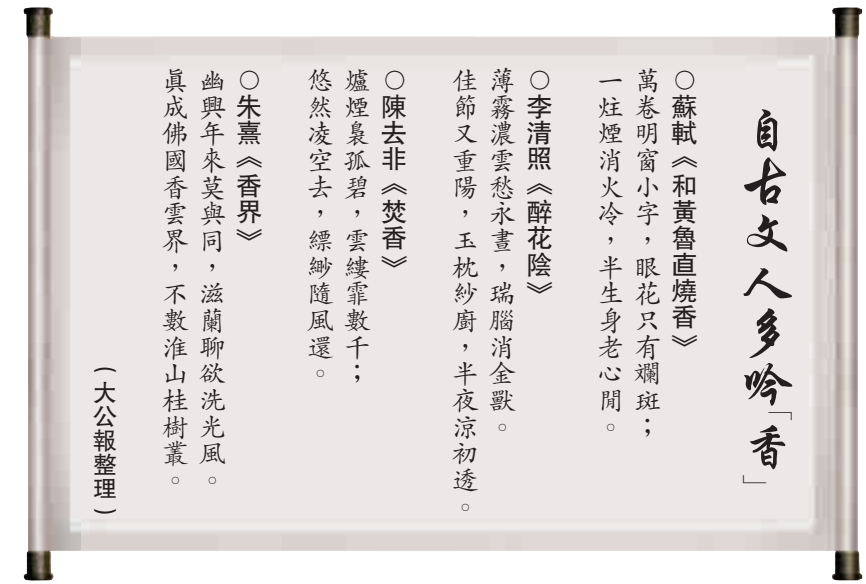 自古文人多吟「香」
○蘇軾《和黃魯直燒香》
萬卷明窗小字，眼花只有斕斑；
一炷煙消火冷，半生身老心閒。
○李清照《醉花陰》
薄霧濃雲愁永晝，瑞腦消金獸。
佳節又重陽，玉枕紗廚，半夜涼初透。
○陳去非《焚香》
爐煙裊孤碧，雲縷霏數千；
悠然凌空去，縹緲隨風還。
○朱熹《香界》
幽興年來莫與同，滋蘭聊欲洗光風。
真成佛國香雲界，不數淮山桂樹叢。
（大公報整理）